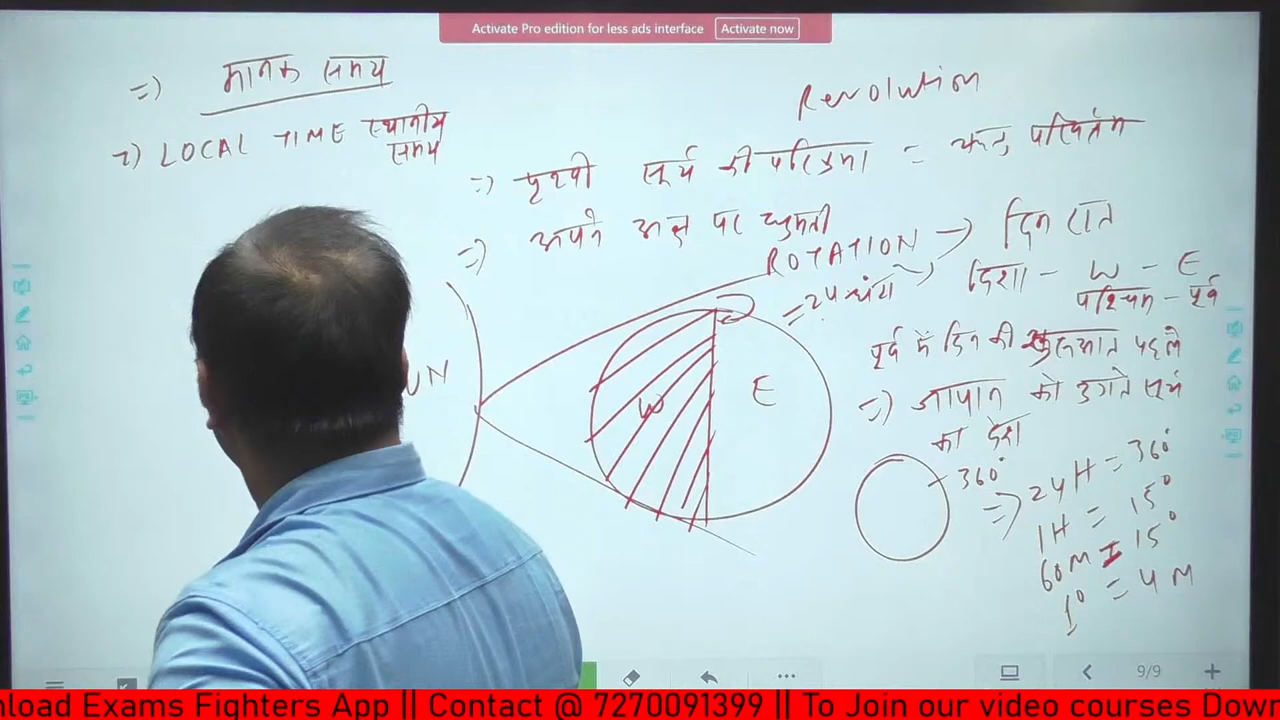 Activate Pro edition for less ads interface Activate now
=) मानक समय
2) LOCAL TIME स्थानीय समय
Revolution
=) पृथ्वी सूर्य की परिक्रमा = ऋतु परिवर्तन
=) अपने अक्ष पर घुमती
ROTATION → दिन रात
= 24 घंटा
दिशा - W - E
पश्चिम - पूर्व
पूर्व में दिन की शुरूआत पहले
=) जापान को उगते सूर्य
का देश
UN
W
E
360°
=) 24H = 360°
1H = 15°
60M = 15°
1° = 4M
9/9
nload Exams Fighters App || Contact @ 7270091399 || To Join our video courses Down